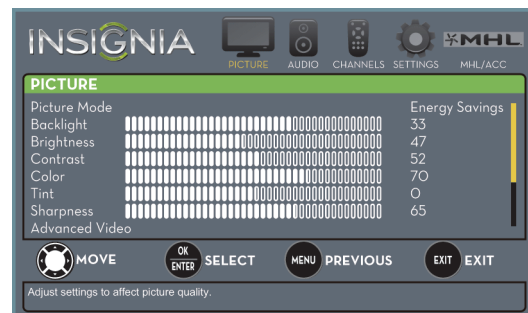 INSIGNIA
PICTURE AUDIO CHANNELS SETTINGS MHL MHL/ACC
PICTURE
Picture Mode Energy Savings
Backlight 33
Brightness 47
Contrast 52
Color 70
Tint 0
Sharpness 65
Advanced Video
MOVE OK ENTER SELECT MENU PREVIOUS EXIT EXIT
Adjust settings to affect picture quality.